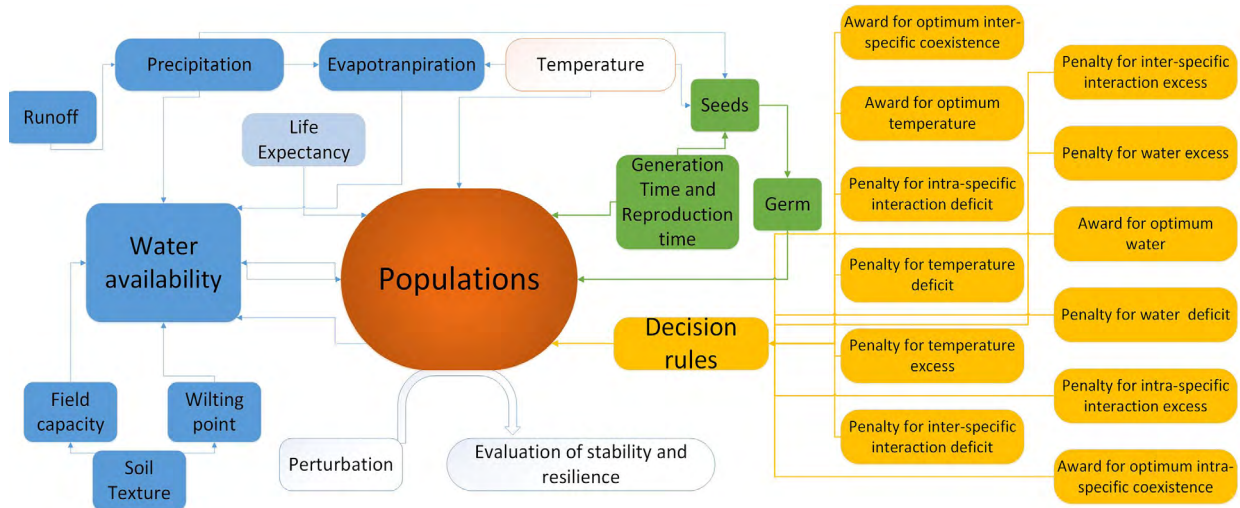 Precipitation
Evapotranpiration
Temperature
Runoff
Life
Expectancy
Seeds
Generation
Time and
Reproduction
time
Germ
Water
availability
Populations
Decision
rules
Field
capacity
Wilting
point
Soil
Texture
Perturbation
Evaluation of stability and
resilience
Award for optimum inter-
specific coexistence
Award for optimum
temperature
Penalty for intra-specific
interaction deficit
Penalty for temperature
deficit
Penalty for temperature
excess
Penalty for inter-specific
interaction deficit
Penalty for inter-specific
interaction excess
Penalty for water excess
Award for optimum
water
Penalty for water deficit
Penalty for intra-specific
interaction excess
Award for optimum intra-
specific coexistence